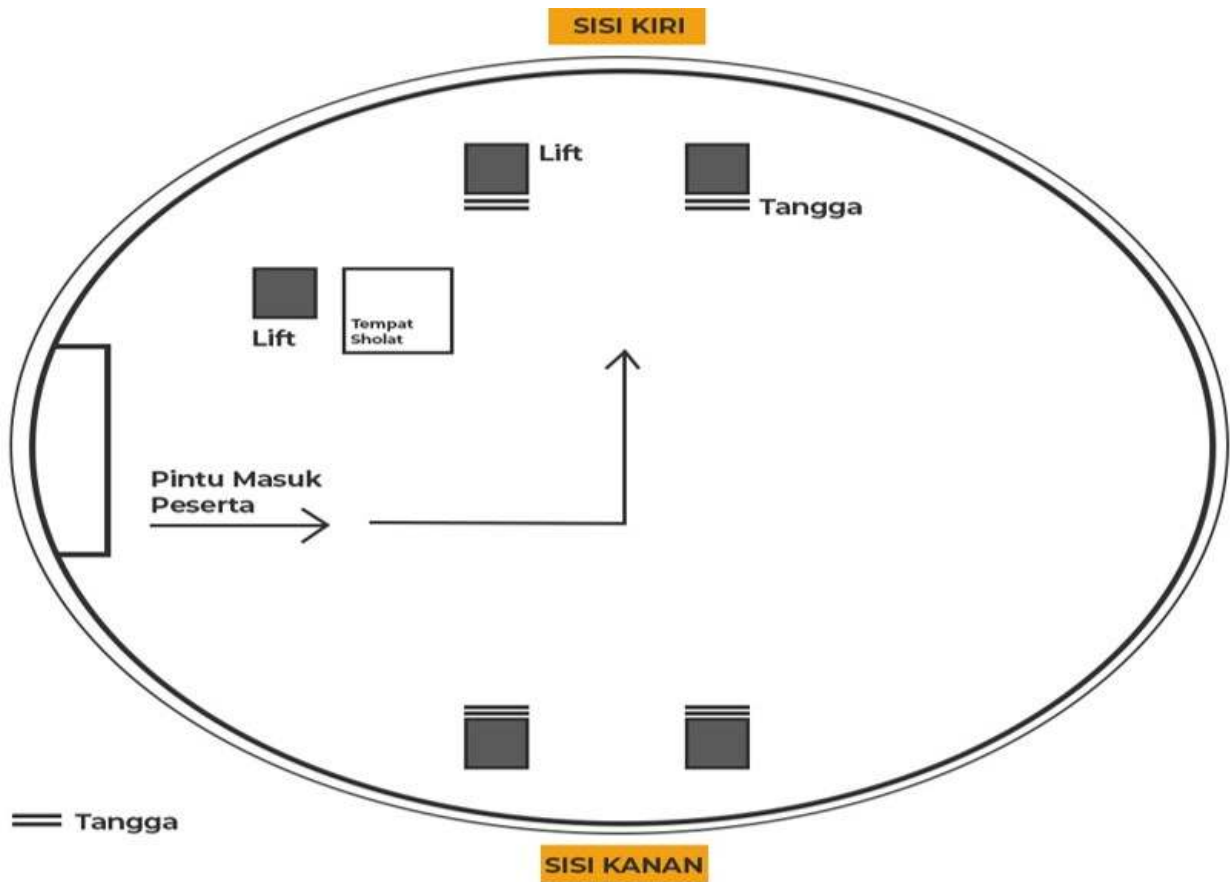 SISI KIRI
Lift
Tangga
Lift
Tempat
Sholat
Pintu Masuk
Peserta
Tangga
SISI KANAN